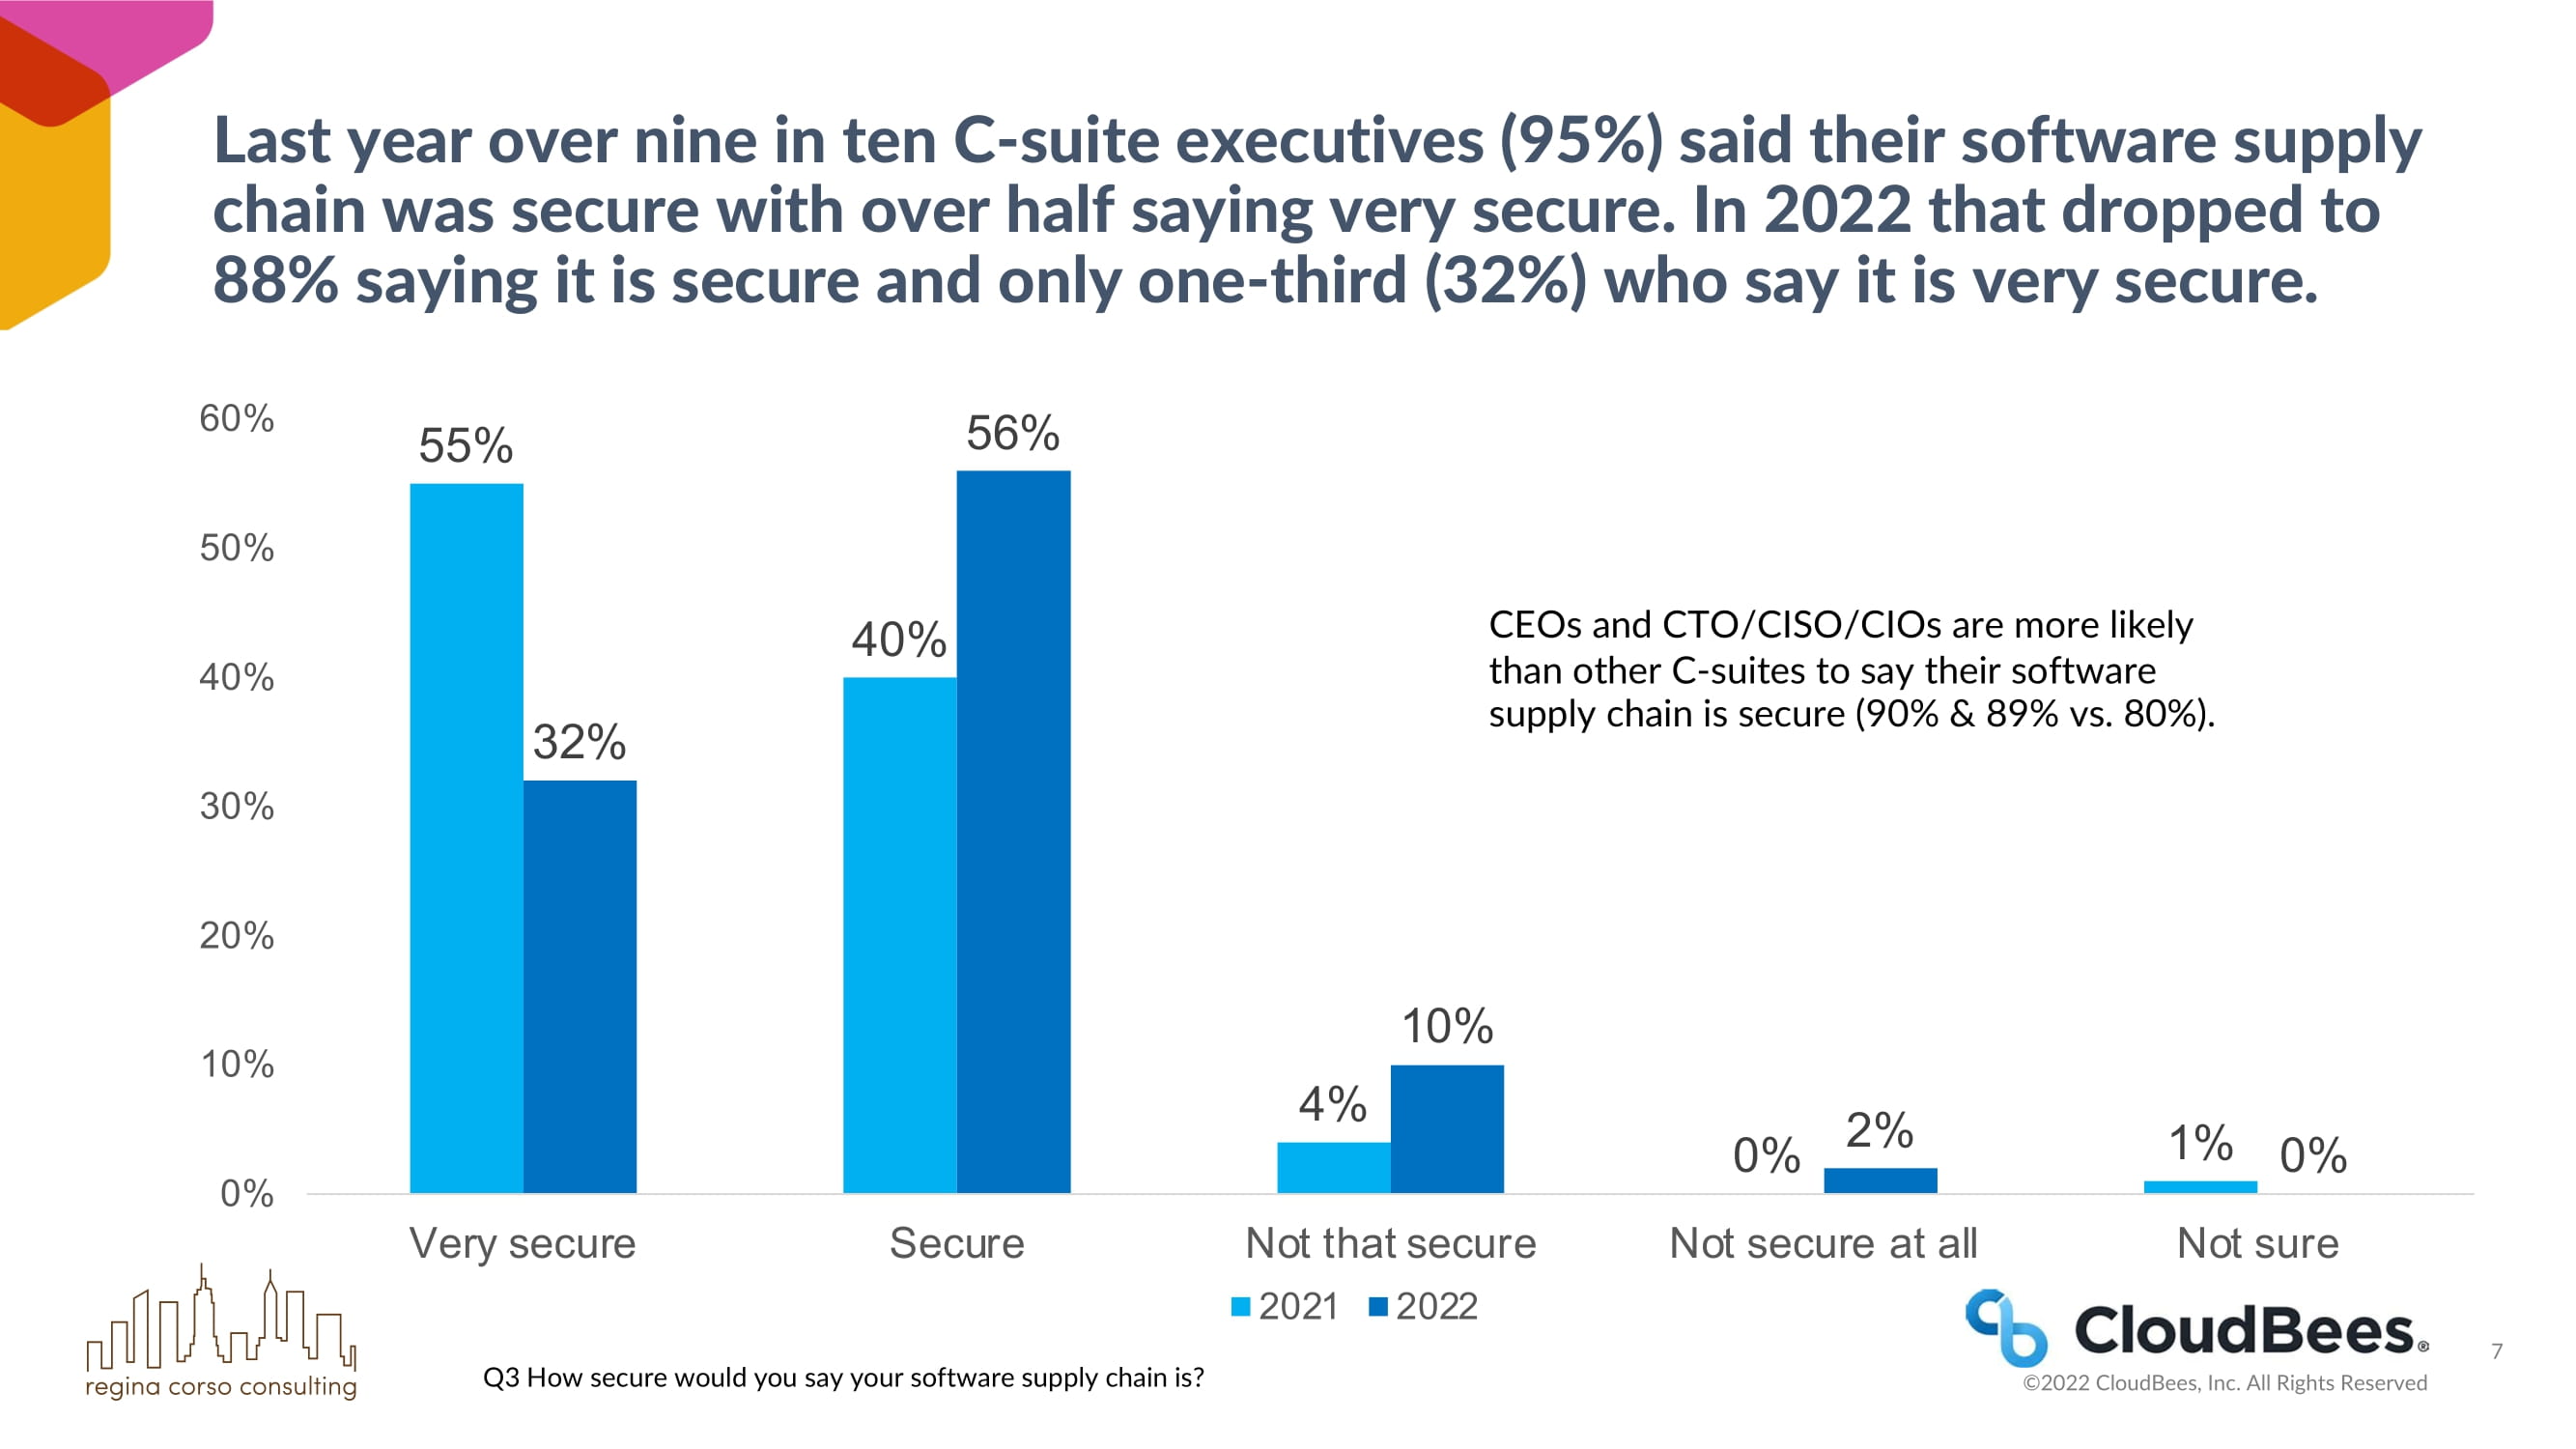 Last year over nine in ten C-suite executives (95%) said their software supply
chain was secure with over half saying very secure. In 2022 that dropped to
88% saying it is secure and only one-third (32%) who say it is very secure.
60%
50%
40%
30%
20%
10%
0%
55%
32%
40%
56%
4%
10%
0%
2%
1%
0%
CEOs and CTO/CISO/CIOs are more likely
than other C-suites to say their software
supply chain is secure (90% & 89% vs. 80%).
Very secure
Secure
Not that secure
Not secure at all
Not sure
2021
2022
regina corso consulting
Q3 How secure would you say your software supply chain is?
CloudBees®
©2022 CloudBees, Inc. All Rights Reserved
7